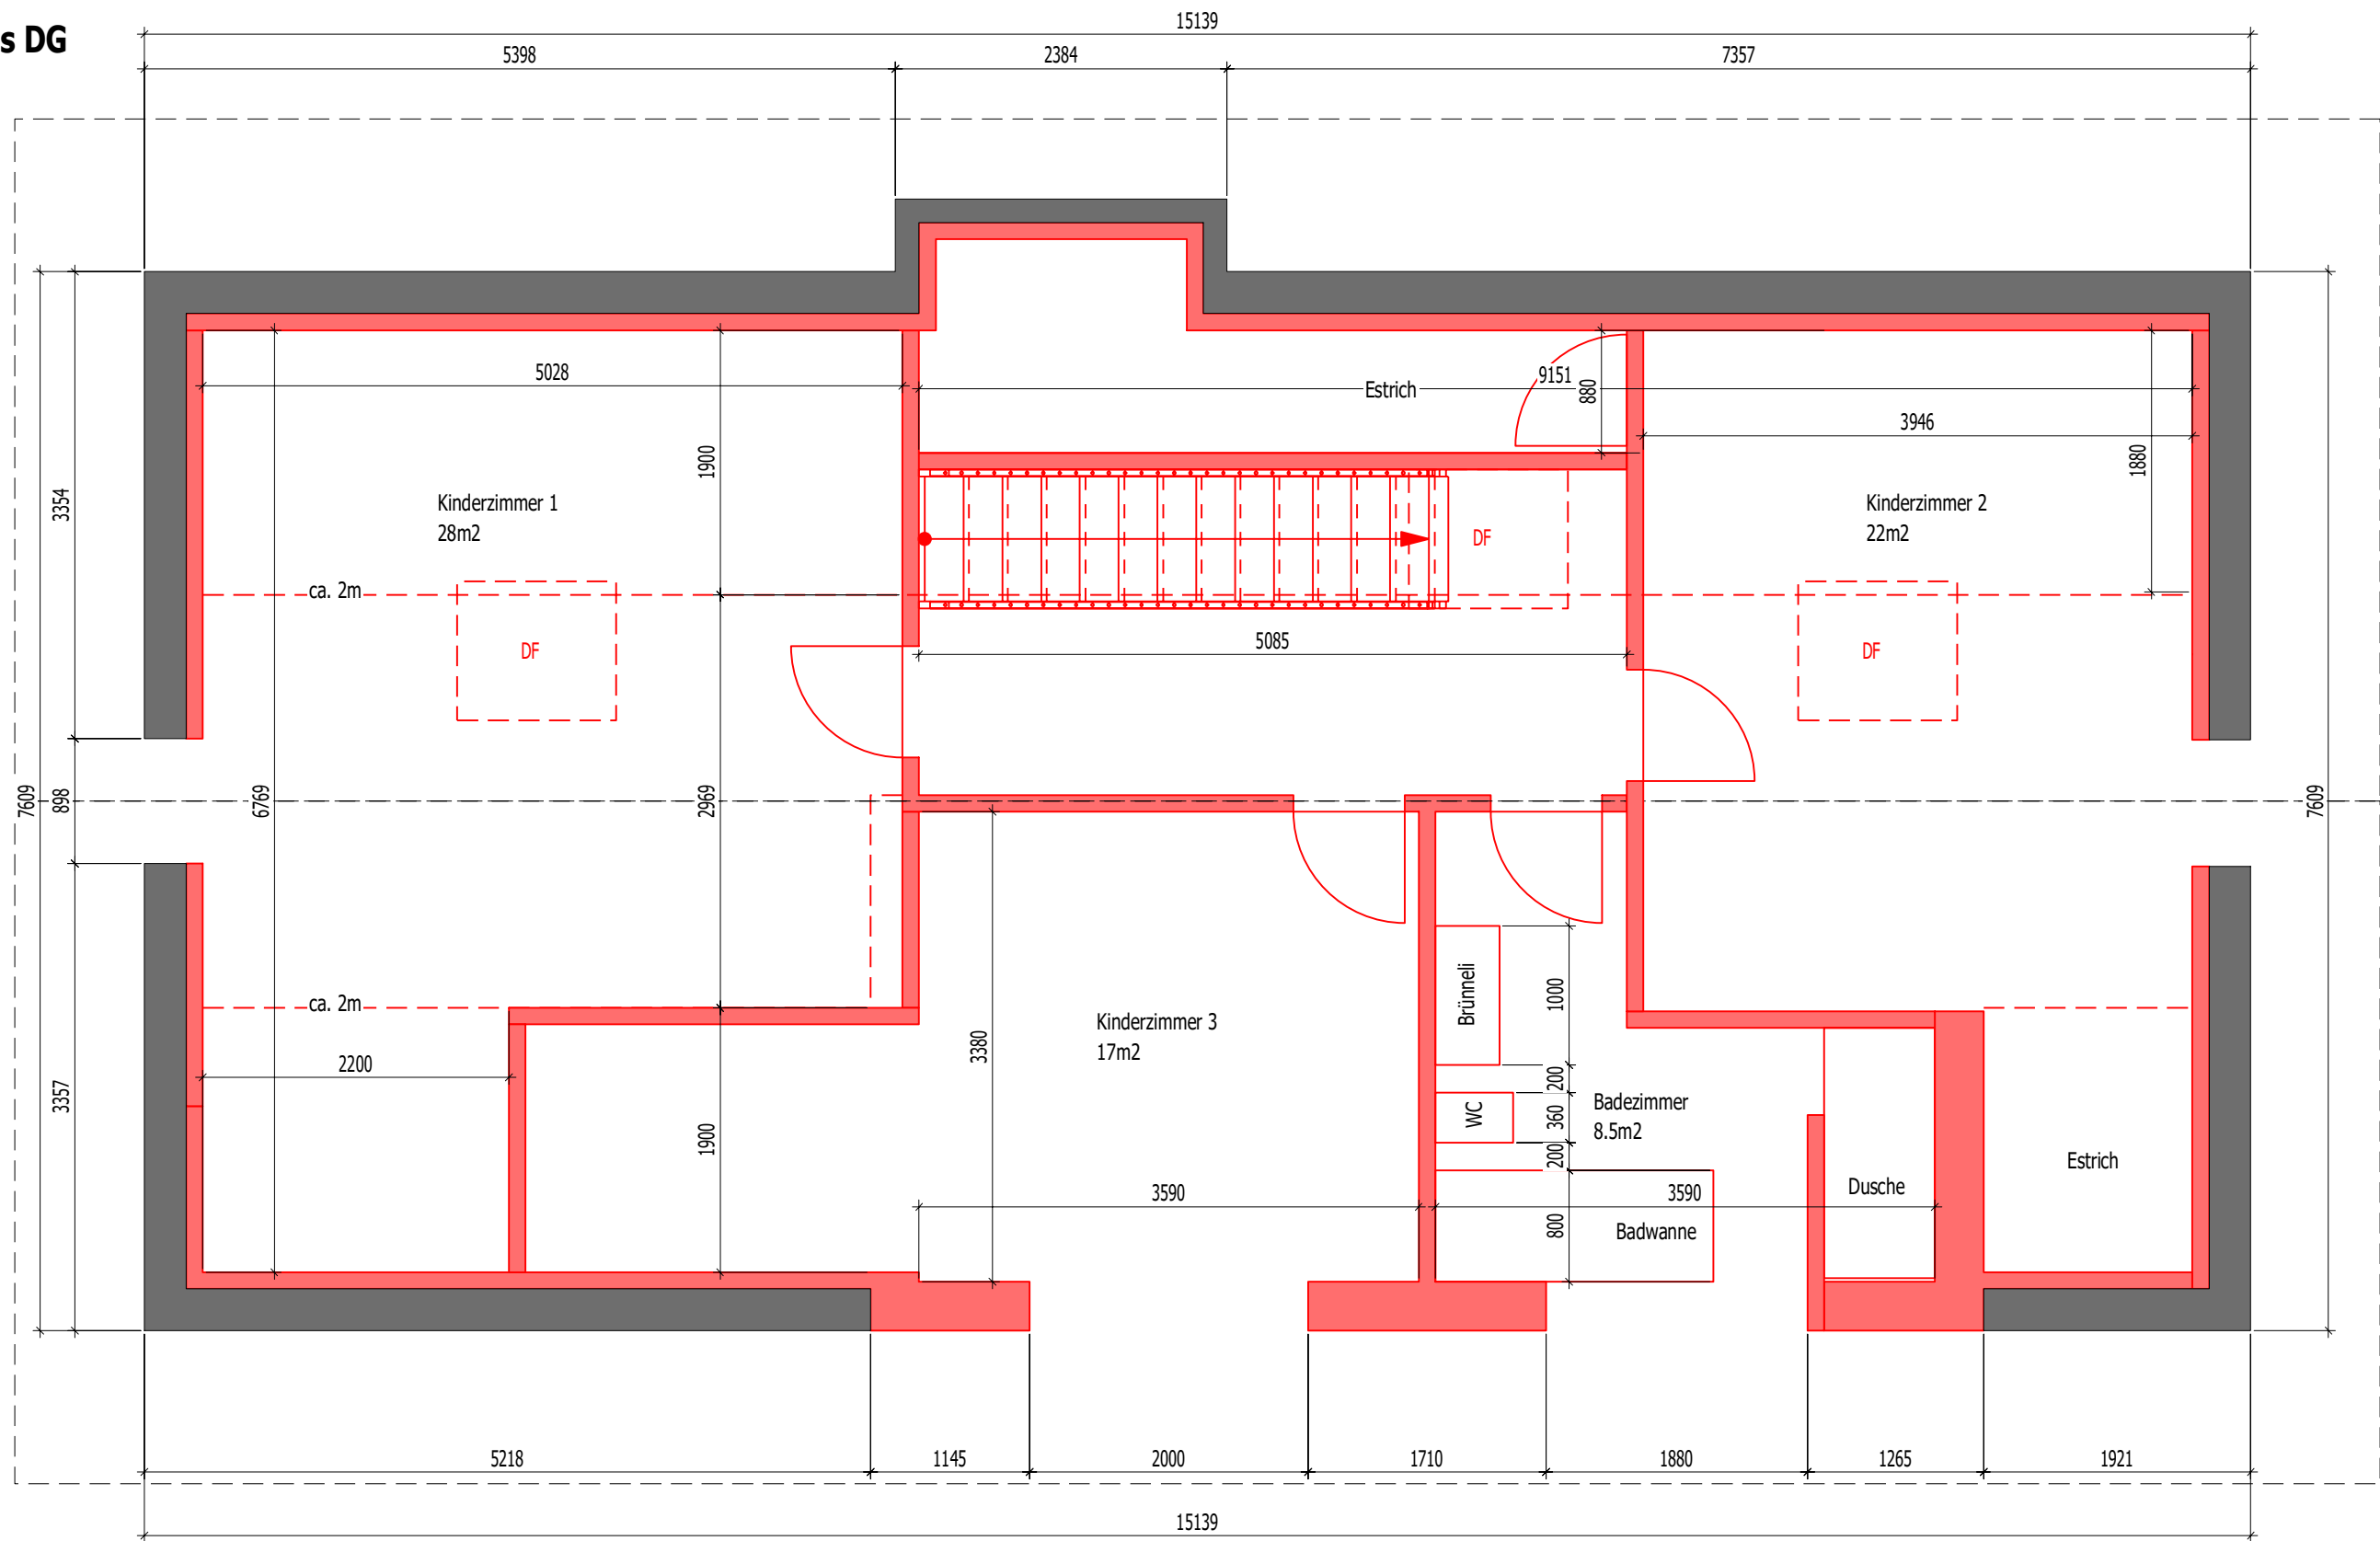 s DG
15139
5398
2384
7357
5028
Estrich
9151
880
3946
1900
1880
3354
Kinderzimmer 1
28m2
Kinderzimmer 2
22m2
DF
ca. 2m
DF
DF
5085
7609
898
6769
2969
7609
ca. 2m
Brünneli
1000
Kinderzimmer 3
17m2
3380
2200
3357
200
WC
360
Badezimmer
8.5m2
1900
200
Estrich
3590
3590
Dusche
800
Badwanne
5218
1145
2000
1710
1880
1265
1921
15139